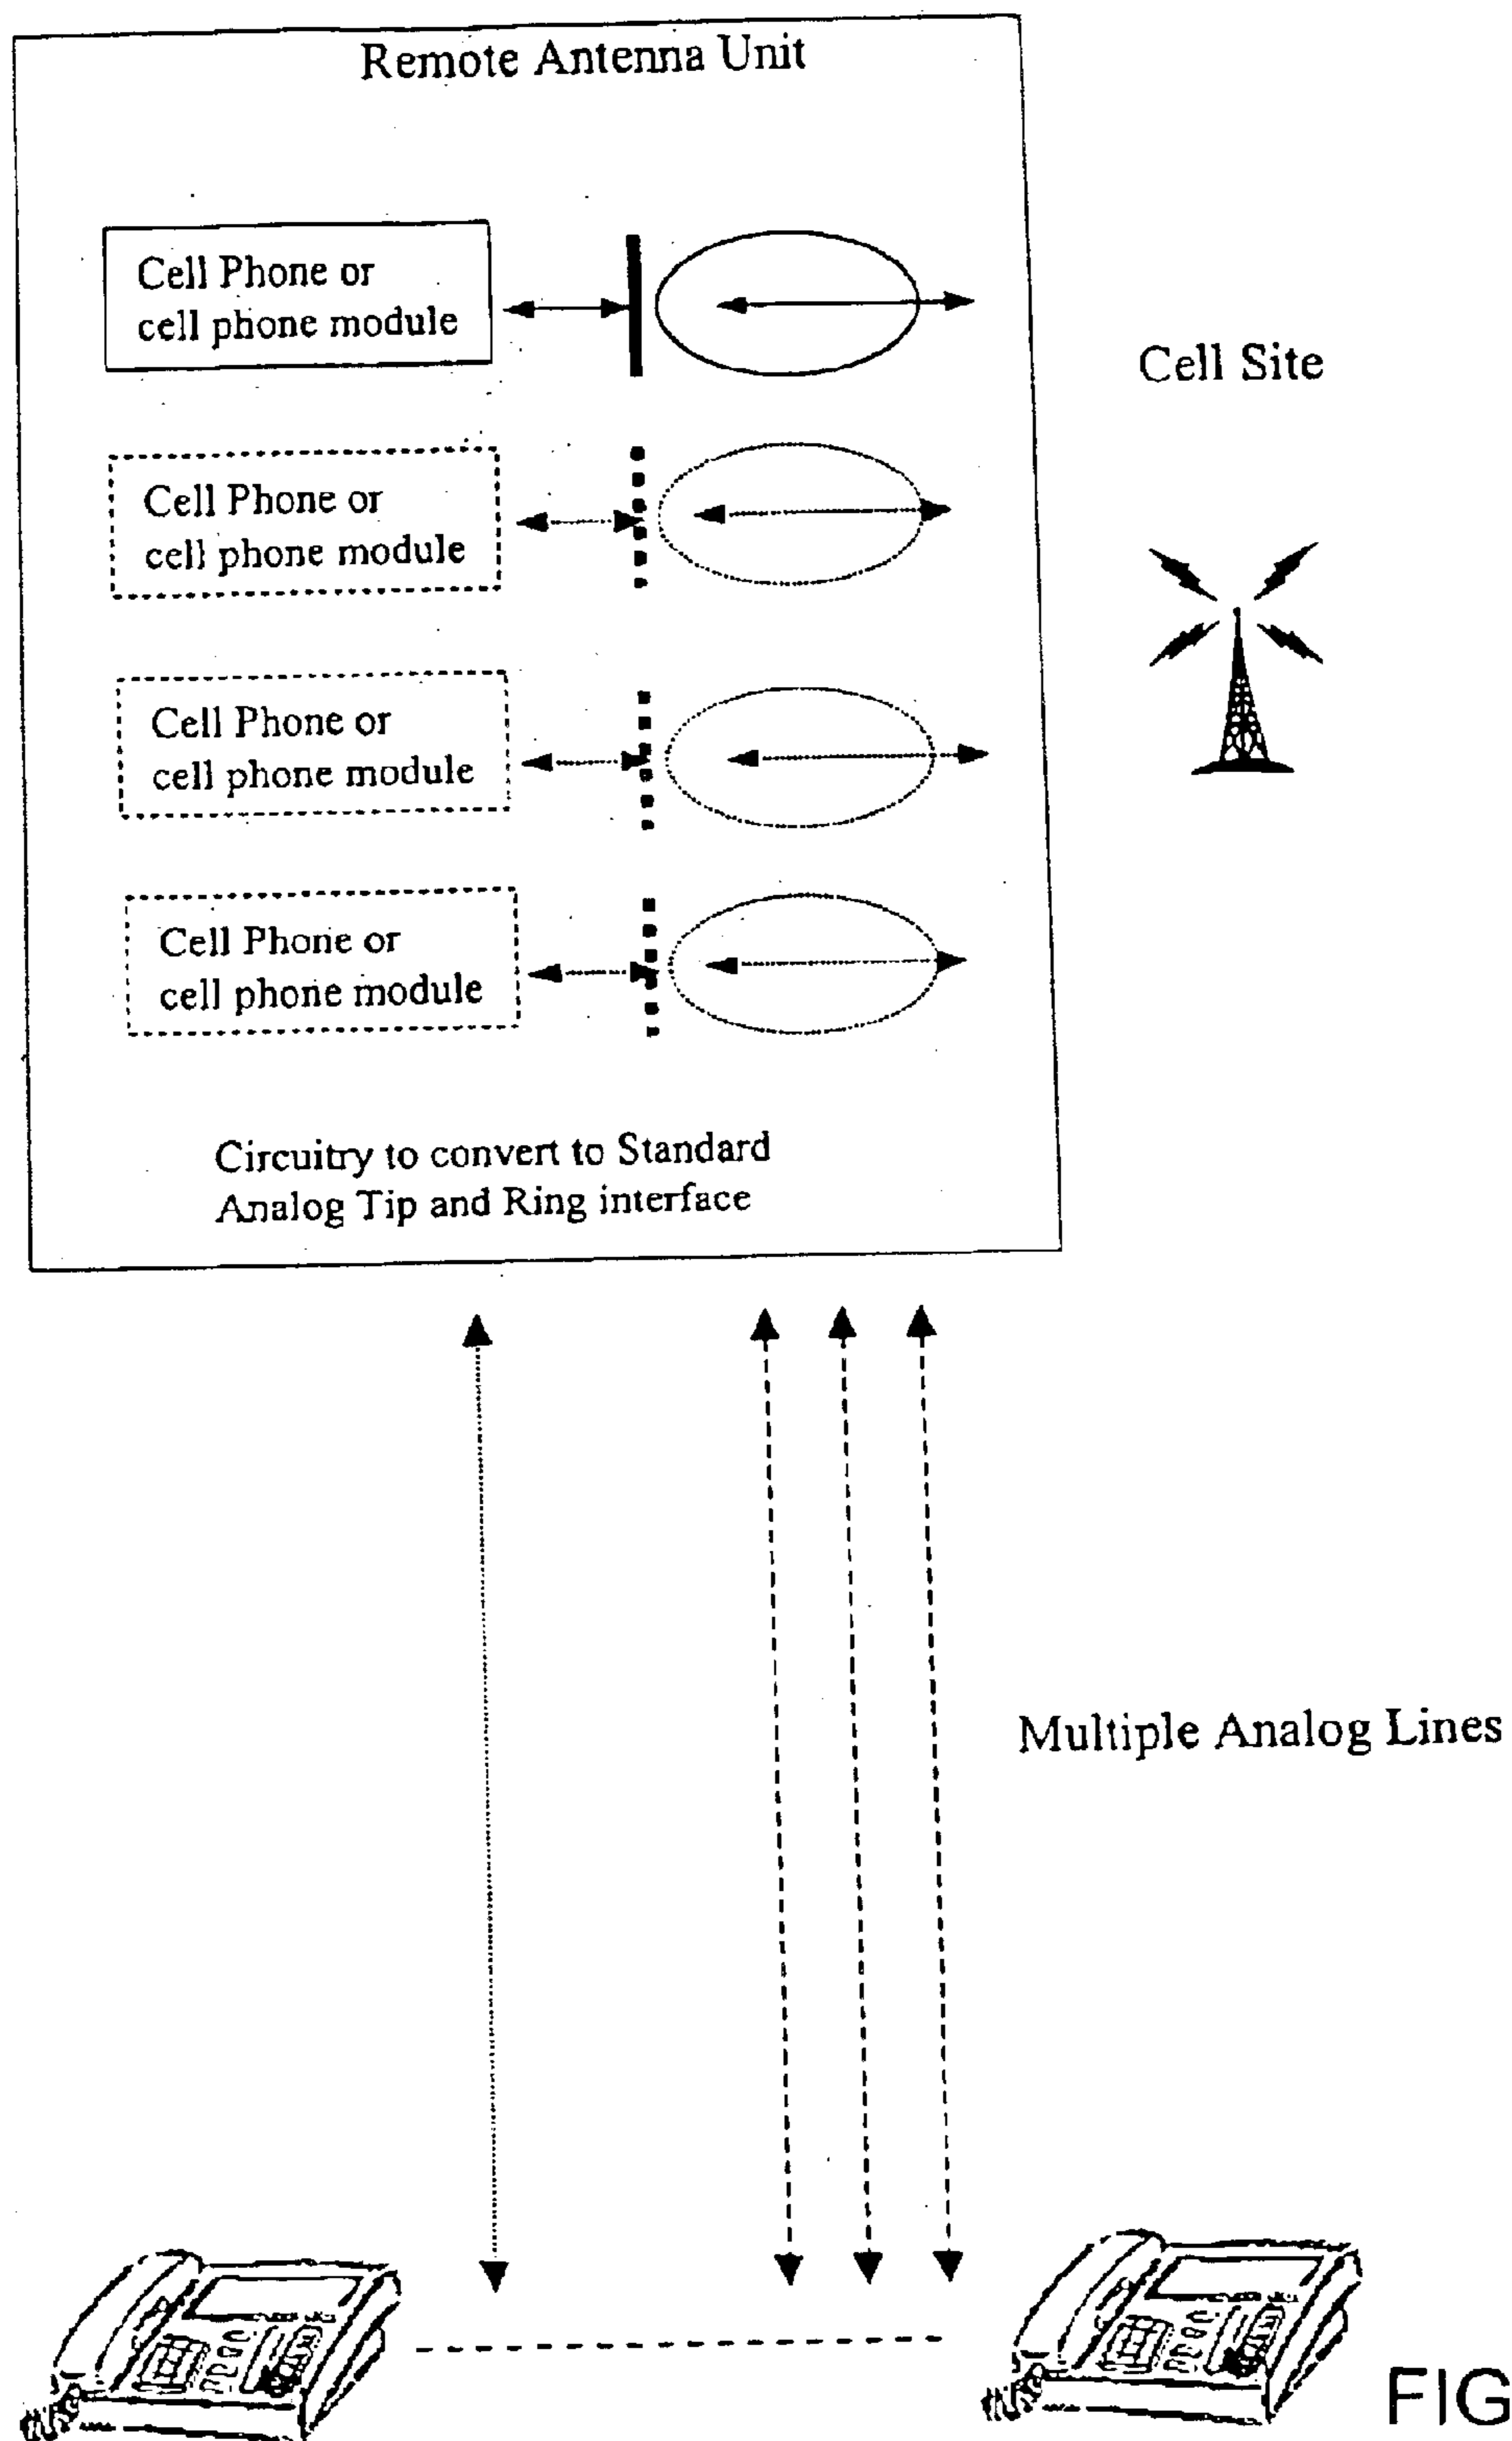 Remote Antenna Unit
Cell Phone or
cell phone module
Cell Site
Cell Phone or
cell phone module
Cell Phone or
cell phone module
Cell Phone or
cell phone module
Circuitry to convert to Standard
Analog Tip and Ring interface
Multiple Analog Lines
FIG